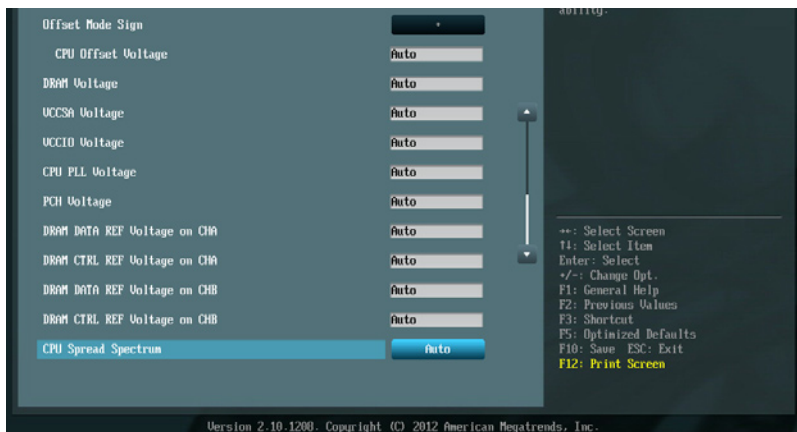 Offset Mode Sign
CPU Offset Voltage Auto
DRAM Voltage Auto
VCCSA Voltage Auto
VCCIO Voltage Auto
CPU PLL Voltage Auto
PCH Voltage Auto
DRAM DATA REF Voltage on CHA Auto
DRAM CTRL REF Voltage on CHA Auto
DRAM DATA REF Voltage on CHB Auto
DRAM CTRL REF Voltage on CHB Auto
CPU Spread Spectrum Auto
ability.
→←: Select Screen
↑↓: Select Item
Enter: Select
+/-: Change Opt.
F1: General Help
F2: Previous Values
F3: Shortcut
F5: Optimized Defaults
F10: Save ESC: Exit
F12: Print Screen
Version 2.10.1208. Copyright (C) 2012 American Megatrends, Inc.